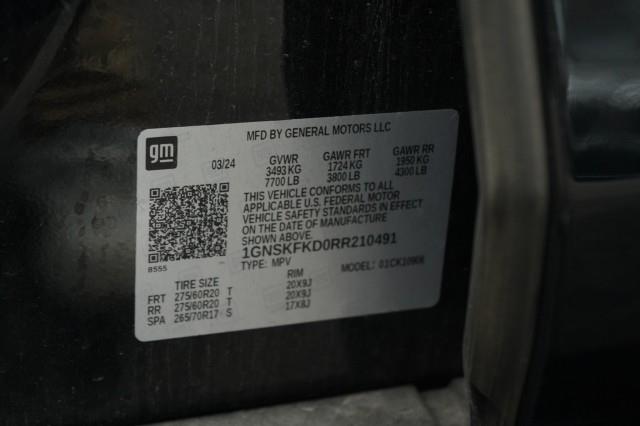 MFD BY GENERAL MOTORS LLC
gm
03/24 GVWR GAWR FRT GAWR RR
3493 KG 1724 KG 1950 KG
7700 LB 3800 LB 4300 LB
THIS VEHICLE CONFORMS TO ALL
APPLICABLE U.S. FEDERAL MOTOR
VEHICLE SAFETY STANDARDS IN EFFECT
ON THE DATE OF MANUFACTURE
SHOWN ABOVE.
1GNSKFKD0RR210491
TYPE: MPV MODEL: 01CK10906
8555
TIRE SIZE RIM
FRT 275/60R20 T 20X9J
RR 275/60R20 T 20X9J
SPA 265/70R17 S 17X8J